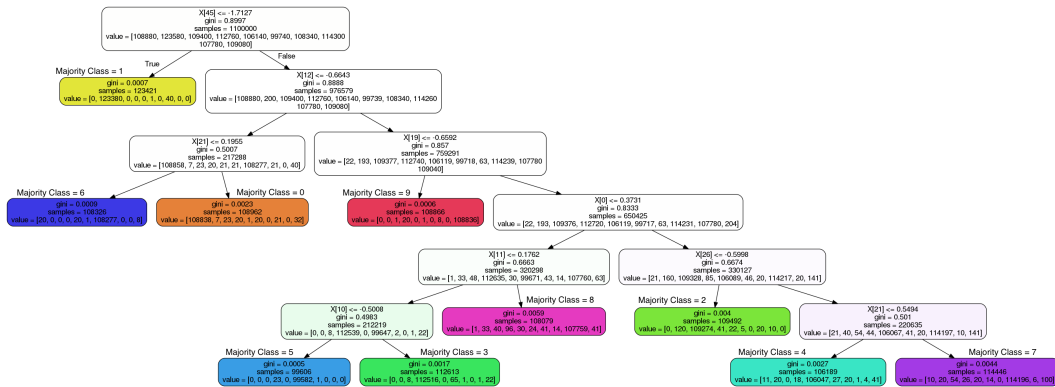 X[45] <= -1.7127
gini = 0.8997
samples = 1100000
value = [108880, 123580, 109400, 112760, 106140, 99740, 108340, 114300
107780, 109080]
True
False
Majority Class = 1
gini = 0.0007
samples = 123421
value = [0, 123380, 0, 0, 0, 1, 0, 40, 0, 0]
X[12] <= -0.6643
gini = 0.8888
samples = 976579
value = [108880, 200, 109400, 112760, 106140, 99739, 108340, 114260
107780, 109080]
X[21] <= 0.1955
gini = 0.5007
samples = 217288
value = [108858, 7, 23, 20, 21, 21, 108277, 21, 0, 40]
X[19] <= -0.6592
gini = 0.857
samples = 759291
value = [22, 193, 109377, 112740, 106119, 99718, 63, 114239, 107780
109040]
Majority Class = 6
gini = 0.0009
samples = 108326
value = [20, 0, 0, 0, 20, 1, 108277, 0, 0, 8]
Majority Class = 0
gini = 0.0023
samples = 108962
value = [108838, 7, 23, 20, 1, 20, 0, 21, 0, 32]
Majority Class = 9
gini = 0.0006
samples = 108866
value = [0, 0, 1, 20, 0, 1, 0, 8, 0, 108836]
X[0] <= 0.3731
gini = 0.8333
samples = 650425
value = [22, 193, 109376, 112720, 106119, 99717, 63, 114231, 107780, 204]
X[11] <= 0.1762
gini = 0.6663
samples = 320298
value = [1, 33, 48, 112635, 30, 99671, 43, 14, 107760, 63]
X[26] <= -0.5998
gini = 0.6674
samples = 330127
value = [21, 160, 109328, 85, 106089, 46, 20, 114217, 20, 141]
X[10] <= -0.5008
gini = 0.4983
samples = 212219
value = [0, 0, 8, 112539, 0, 99647, 2, 0, 1, 22]
Majority Class = 8
gini = 0.0059
samples = 108079
value = [1, 33, 40, 96, 30, 24, 41, 14, 107759, 41]
Majority Class = 2
gini = 0.004
samples = 109492
value = [0, 120, 109274, 41, 22, 5, 0, 20, 10, 0]
X[21] <= 0.5494
gini = 0.501
samples = 220635
value = [21, 40, 54, 44, 106067, 41, 20, 114197, 10, 141]
Majority Class = 5
gini = 0.0005
samples = 99606
value = [0, 0, 0, 23, 0, 99582, 1, 0, 0, 0]
Majority Class = 3
gini = 0.0017
samples = 112613
value = [0, 0, 8, 112516, 0, 65, 1, 0, 1, 22]
Majority Class = 4
gini = 0.0027
samples = 106189
value = [11, 20, 0, 18, 106047, 27, 20, 1, 4, 41]
Majority Class = 7
gini = 0.0044
samples = 114446
value = [10, 20, 54, 26, 20, 14, 0, 114196, 6, 100]